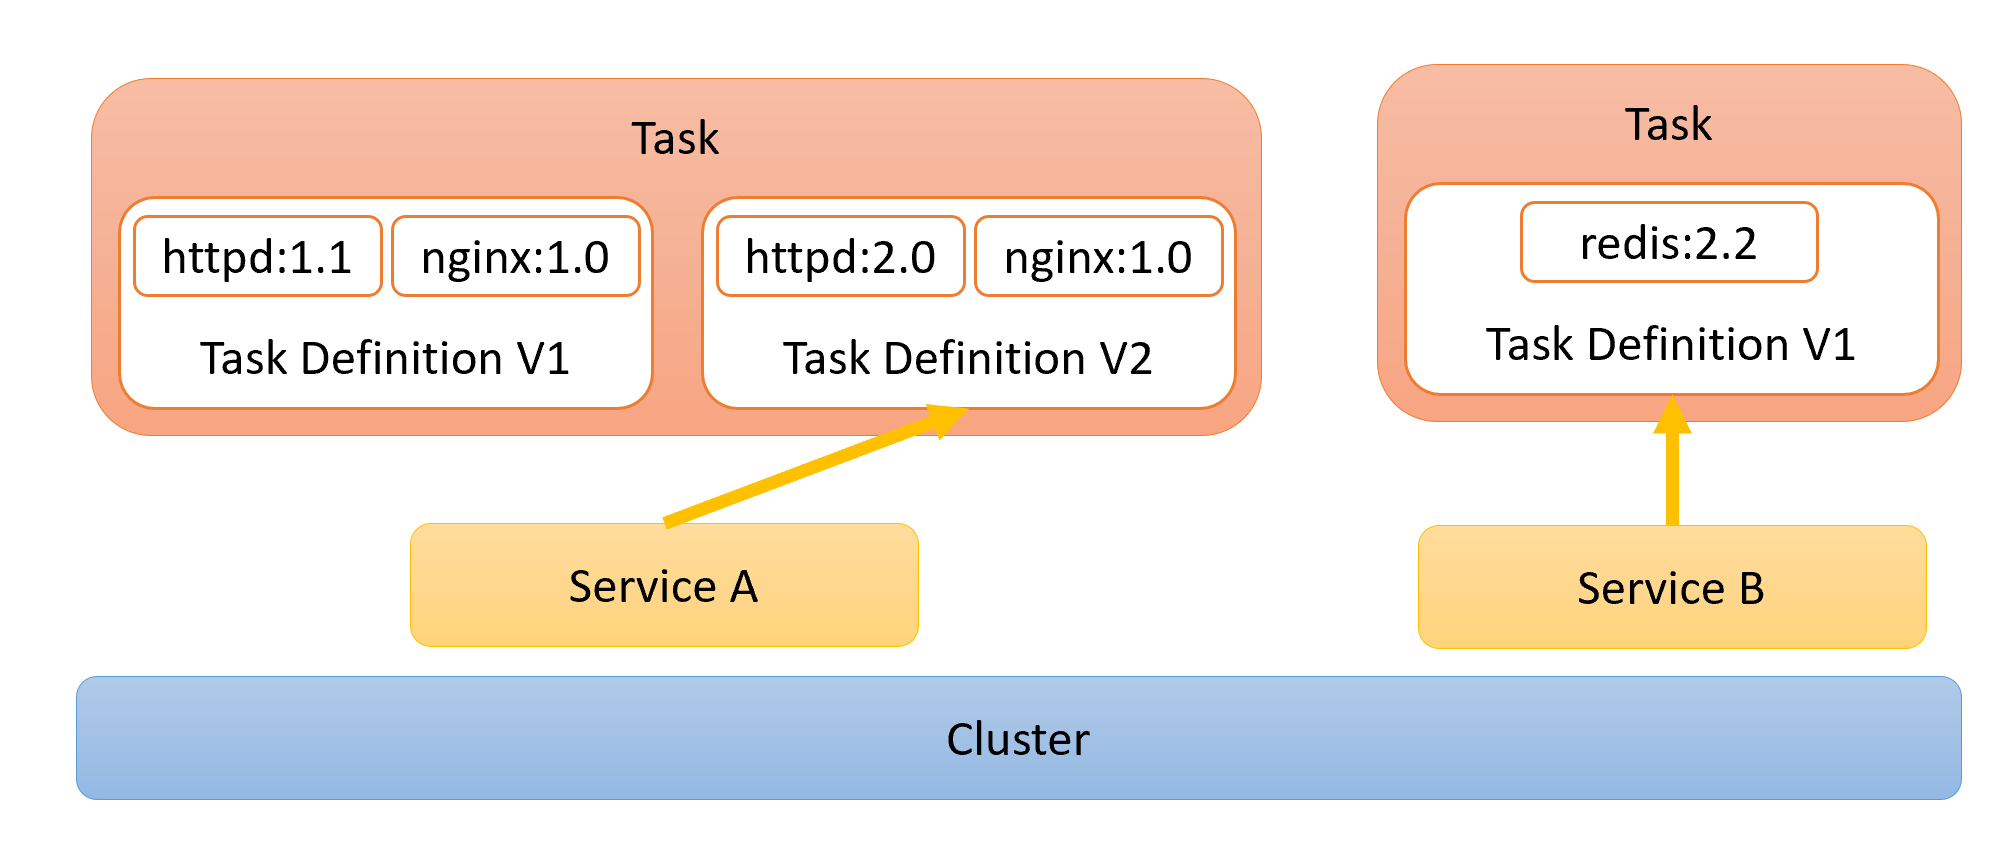 Task
httpd:1.1
nginx:1.0
Task Definition V1
httpd:2.0
nginx:1.0
Task Definition V2
Task
redis:2.2
Task Definition V1
Service A
Service B
Cluster